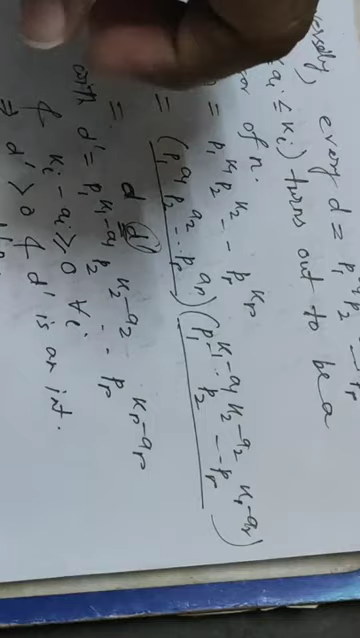 every d = p₁ p₂ -- pᵣ
aᵢ ≤ kᵢ) turns out to be a
of n.
= p₁^k₁ p₂^k₂ -- pᵣ^kᵣ
= (p₁^a₁ p₂^a₂ -- pᵣ^aᵣ) (p₁^k₁-a₁ p₂^k₂-a₂ -- pᵣ^kᵣ-aᵣ)
= d (d')
with d' = p₁^k₁-a₁ p₂^k₂-a₂ -- pᵣ^kᵣ-aᵣ
& kᵢ - aᵢ ≥ 0 ∀i
⇒ d' > 0 & d' is an int.